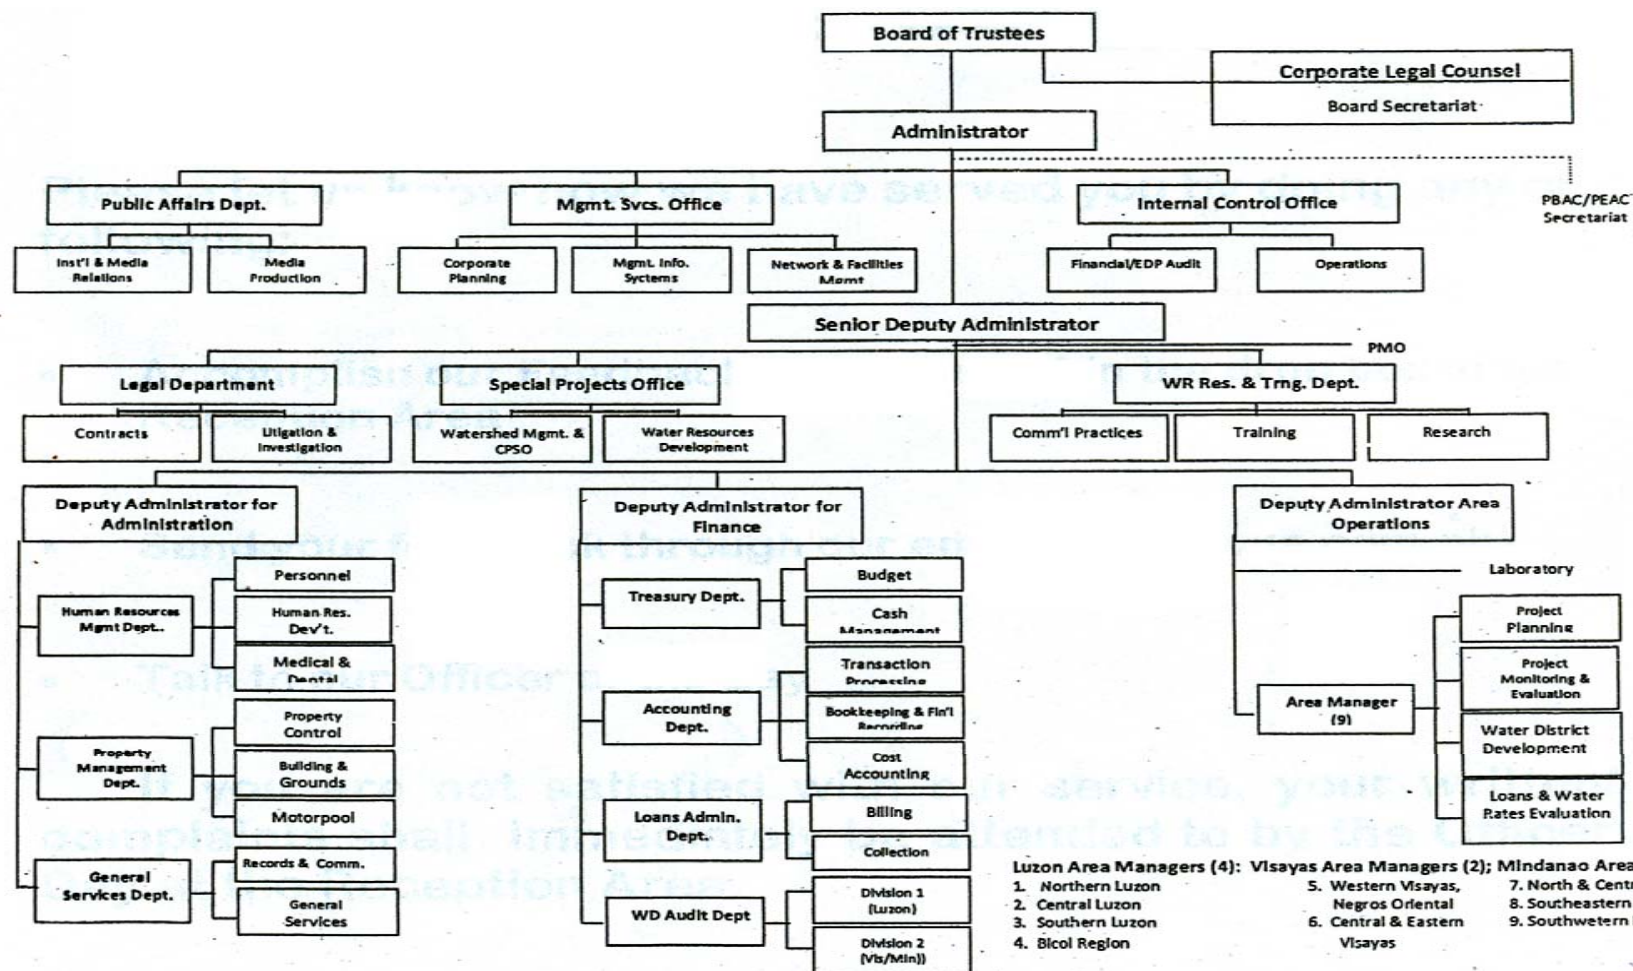 Board of Trustees
Corporate Legal Counsel
Board Secretariat
Administrator
PBAC/PEAC
Secretariat
Public Affairs Dept.
Mgmt. Svcs. Office
Internal Control Office
Inst'l & Media
Relations
Media
Production
Corporate
Planning
Mgmt. Info.
Systems
Network & Facilities
Mgmt
Financial/EDP Audit
Operations
Senior Deputy Administrator
PMO
Legal Department
Special Projects Office
WR Res. & Trng. Dept.
Contracts
Litigation &
Investigation
Watershed Mgmt. &
CPSO
Water Resources
Development
Comm'l Practices
Training
Research
Deputy Administrator for
Administration
Human Resources
Mgmt Dept..
Personnel
Human Res.
Dev't.
Medical &
Dental
Property
Management
Dept.
Property
Control
Building &
Grounds
Motorpool
General
Services Dept.
Records & Comm.
General
Services
Deputy Administrator for
Finance
Treasury Dept.
Budget
Cash
Management
Accounting
Dept.
Transaction
Processing
Bookkeeping & Fin'l
Recording
Cost
Accounting
Loans Admin.
Dept.
Billing
Collection
WD Audit Dept
Division 1
(Luzon)
Division 2
(Vis/Min))
Deputy Administrator Area
Operations
Laboratory
Area Manager
(9)
Project
Planning
Project
Monitoring &
Evaluation
Water District
Development
Loans & Water
Rates Evaluation
Luzon Area Managers (4): Visayas Area Managers (2); Mindanao Area
1. Northern Luzon
2. Central Luzon
3. Southern Luzon
4. Bicol Region
5. Western Visayas,
Negros Oriental
6. Central & Eastern
Visayas
7. North &
8. Southeastern
9. Southwetern